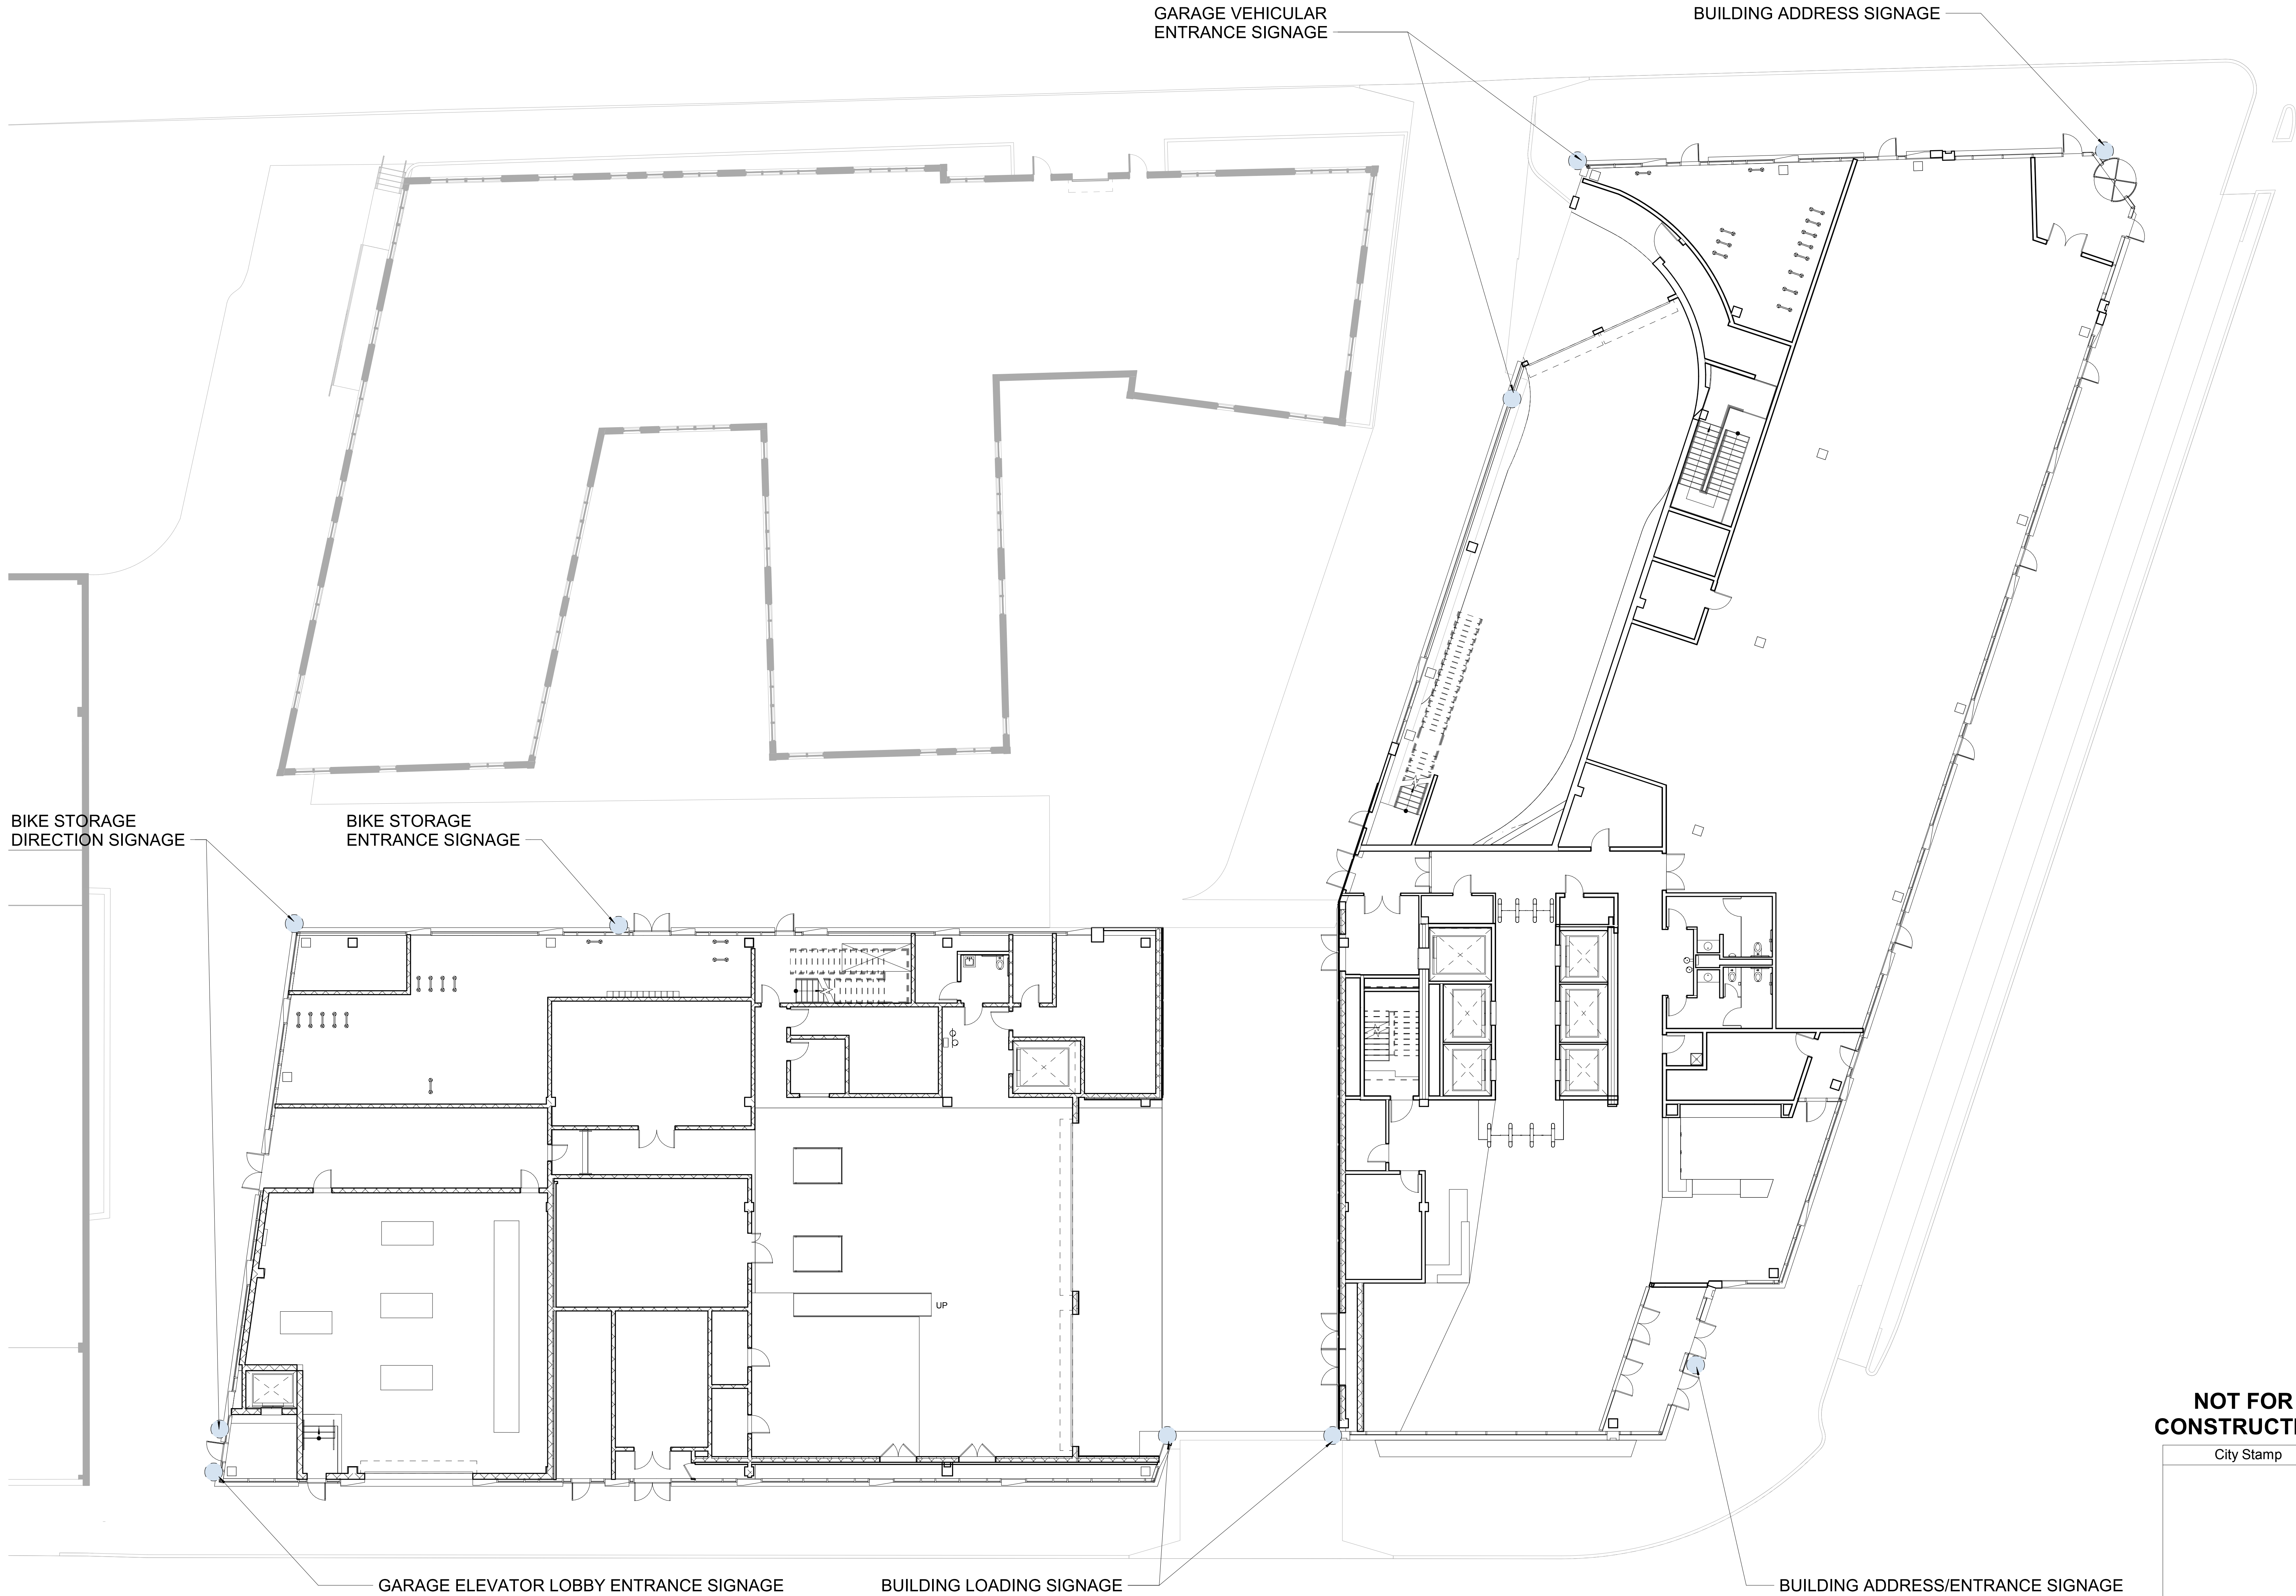 GARAGE VEHICULAR
ENTRANCE SIGNAGE
BUILDING ADDRESS SIGNAGE
BIKE STORAGE
DIRECTION SIGNAGE
BIKE STORAGE
ENTRANCE SIGNAGE
UP
NOT FOR
CONSTRUCTI
City Stamp
GARAGE ELEVATOR LOBBY ENTRANCE SIGNAGE
BUILDING LOADING SIGNAGE
BUILDING ADDRESS/ENTRANCE SIGNAGE